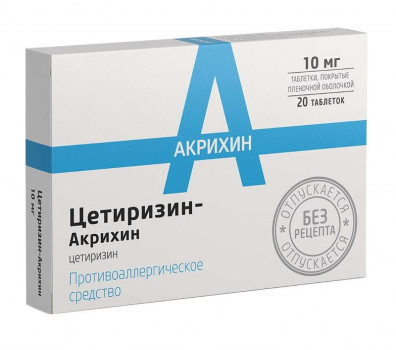 10 мг
таблетки, покрытые
пленочной оболочкой
20 таблеток
АКРИХИН
Цетиризин-
Акрихин
цетиризин
Противоаллергическое
средство
ОТПУСКАЕТСЯ
БЕЗ
РЕЦЕПТА
ОТПУСКАЕТСЯ
Цетиризин-Акрихин
10 мг